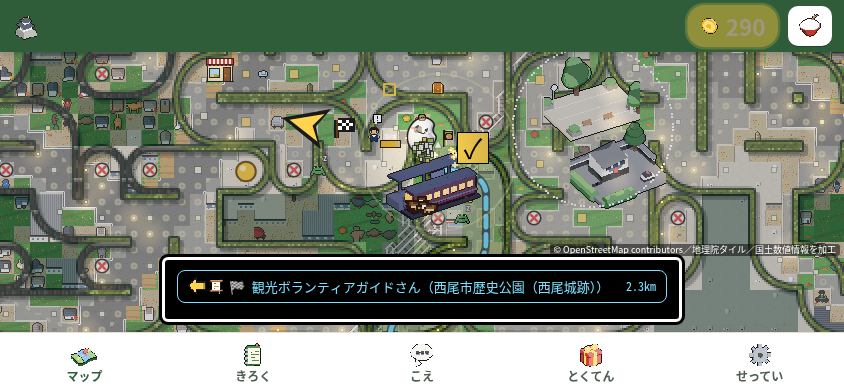 290
© OpenStreetMap contributors／地理院タイル／国土数値情報を加工
観光ボランティアガイドさん（西尾市歴史公園（西尾城跡）） 2.3km
マップ
きろく
こえ
とくてん
せってい